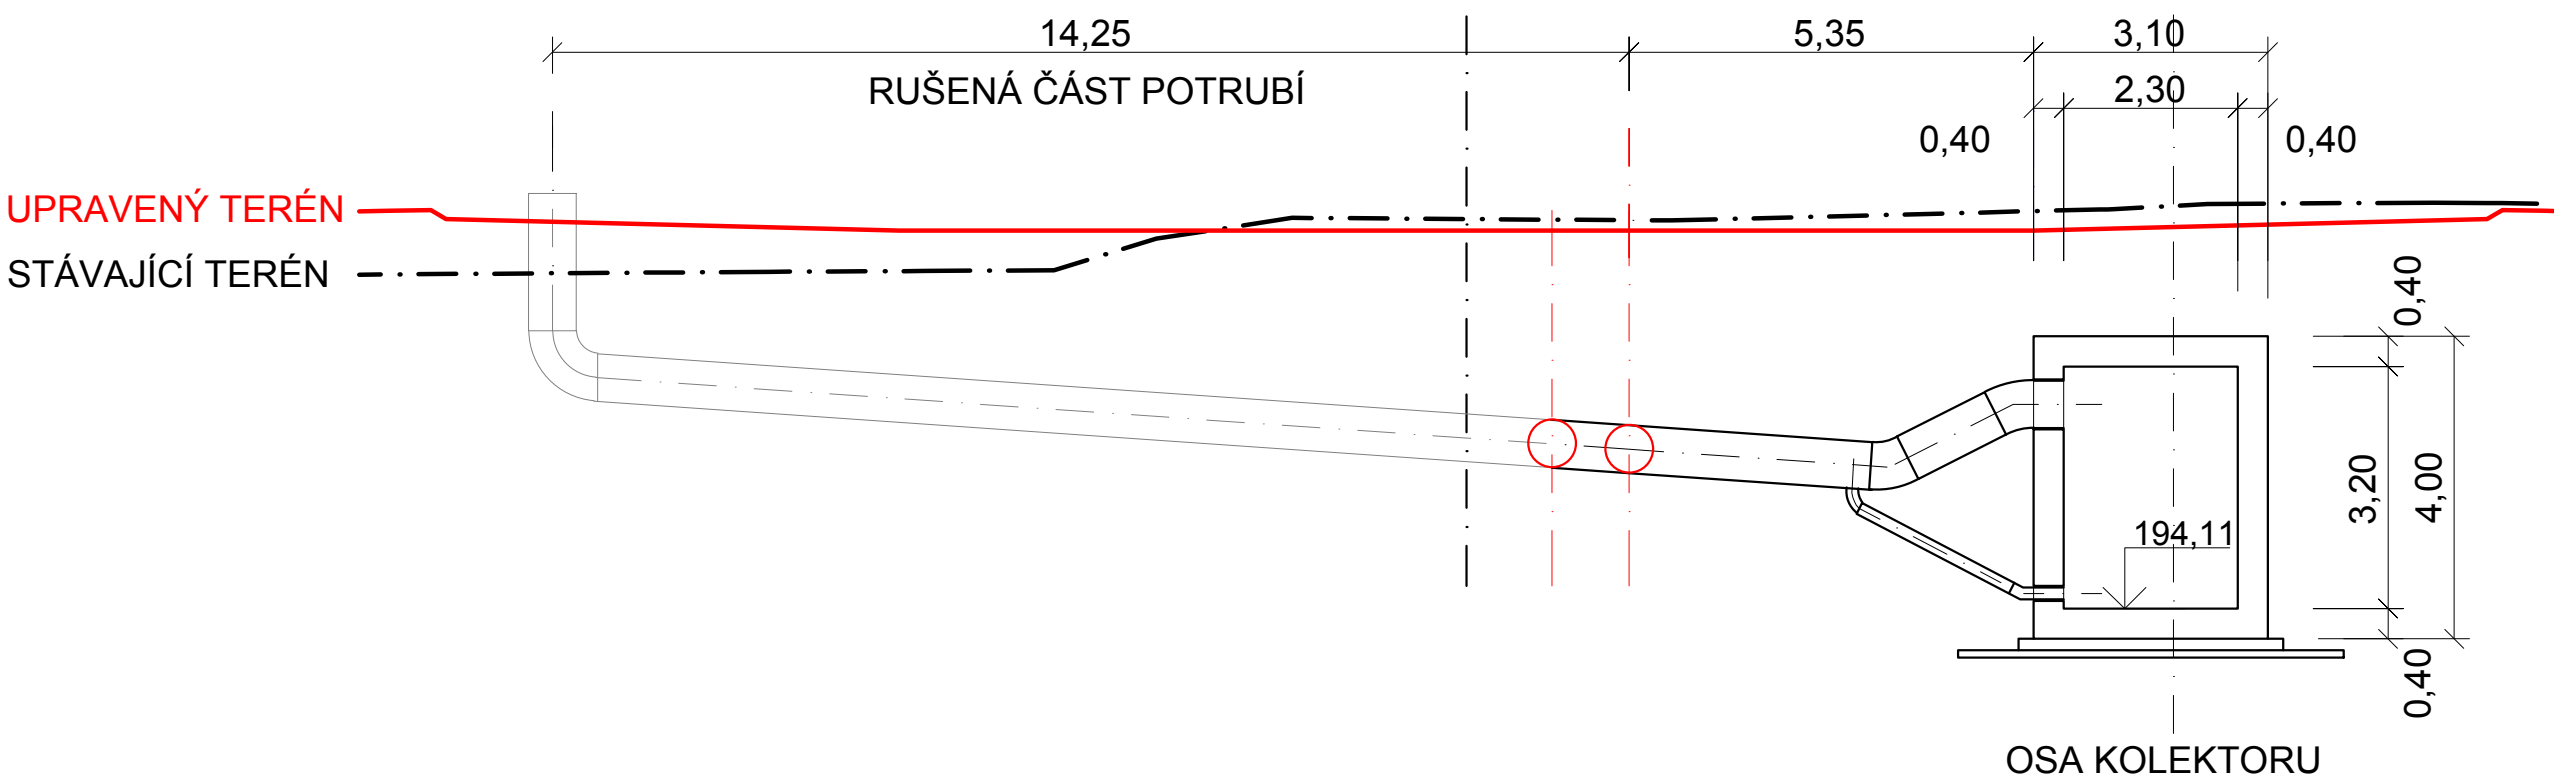 14,25
5,35
3,10
RUŠENÁ ČÁST POTRUBÍ
2,30
0,40
0,40
UPRAVENÝ TERÉN
STÁVAJÍCÍ TERÉN
0,40
3,20
4,00
194,11
0,40
OSA KOLEKTORU